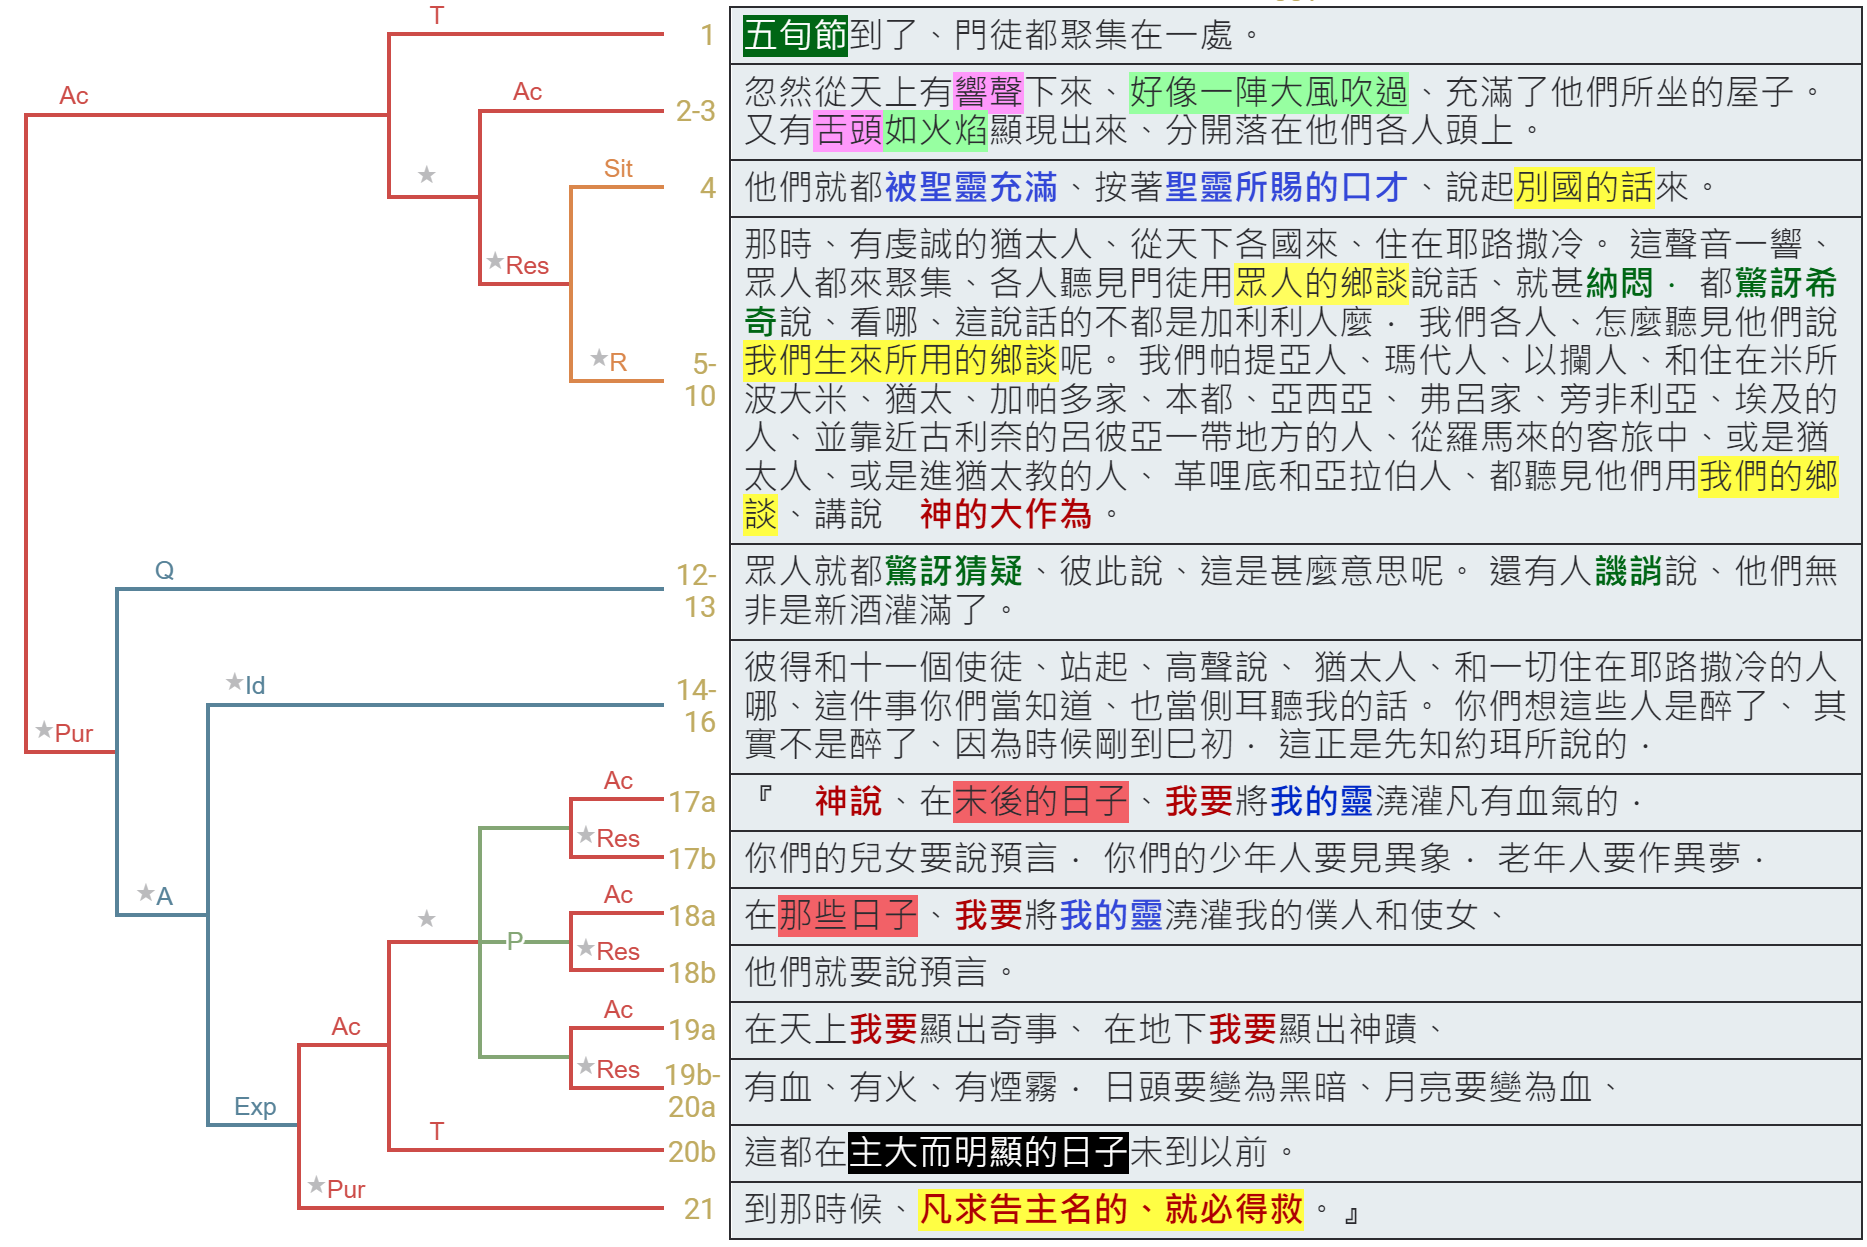 T
1
五旬節到了、門徒都聚集在一處。
Ac
Ac
2-3
忽然從天上有響聲下來、好像一陣大風吹過、充滿了他們所坐的屋子。
又有舌頭如火焰顯現出來、分開落在他們各人頭上。
★
Sit
4
他們就都被聖靈充滿、按著聖靈所賜的口才、說起別國的話來。
★Res
★R
5-
10
那時、有虔誠的猶太人、從天下各國來、住在耶路撒冷。 這聲音一響、
眾人都來聚集、各人聽見門徒用眾人的鄉談說話、就甚納悶． 都驚訝希
奇說、看哪、這說話的不都是加利利人麼． 我們各人、怎麼聽見他們說
我們生來所用的鄉談呢。 我們帕提亞人、瑪代人、以攔人、和住在米所
波大米、猶太、加帕多家、本都、亞西亞、 弗呂家、旁非利亞、埃及的
人、並靠近古利奈的呂彼亞一帶地方的人、從羅馬來的客旅中、或是猶
太人、或是進猶太教的人、 革哩底和亞拉伯人、都聽見他們用我們的鄉
談、講說　神的大作為。
Q
12-
13
眾人就都驚訝猜疑、彼此說、這是甚麼意思呢。 還有人譏誚說、他們無
非是新酒灌滿了。
★Id
14-
16
彼得和十一個使徒、站起、高聲說、 猶太人、和一切住在耶路撒冷的人
哪、這件事你們當知道、也當側耳聽我的話。 你們想這些人是醉了、 其
實不是醉了、因為時候剛到巳初． 這正是先知約珥所說的．
★Pur
Ac
17a
『　神說、在末後的日子、我要將我的靈澆灌凡有血氣的．
★Res
17b
你們的兒女要說預言． 你們的少年人要見異象． 老年人要作異夢．
★A
Ac
18a
在那些日子、我要將我的靈澆灌我的僕人和使女、
★
P
★Res
18b
他們就要說預言。
Ac
Ac
19a
在天上我要顯出奇事、 在地下我要顯出神蹟、
★Res
19b-
20a
有血、有火、有煙霧． 日頭要變為黑暗、月亮要變為血、
Exp
T
20b
這都在主大而明顯的日子未到以前。
★Pur
21
到那時候、凡求告主名的、就必得救。』